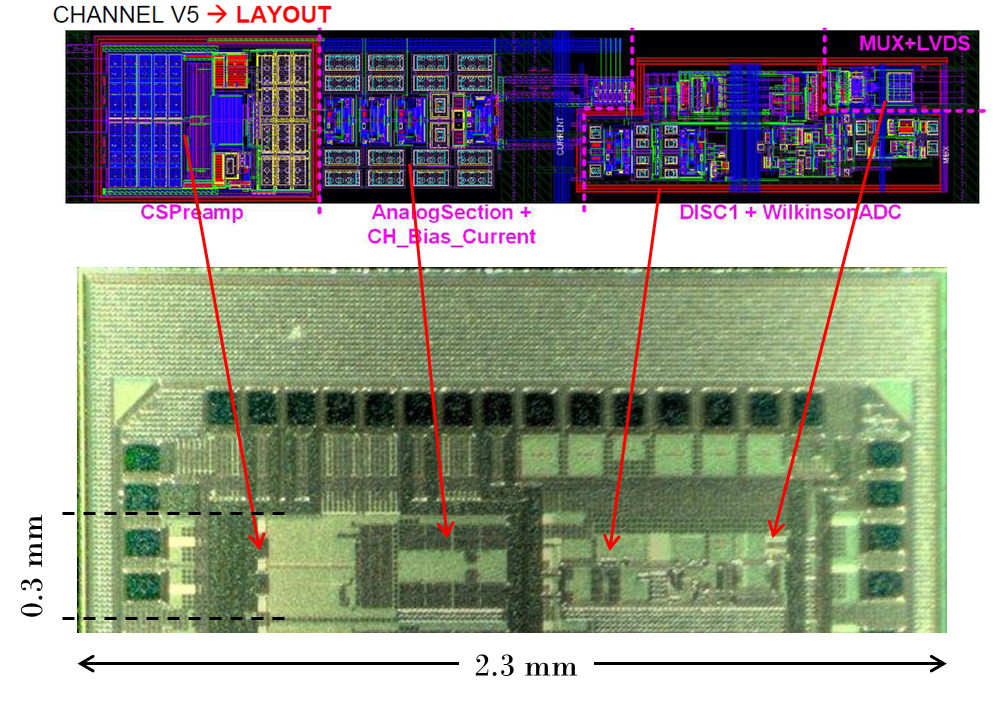 CHANNEL V5 → LAYOUT
MUX+LVDS
CURRENT
MUX
CSPreamp
AnalogSection +
CH_Bias_Current
DISC1 + WilkinsonADC
0.3 mm
2.3 mm